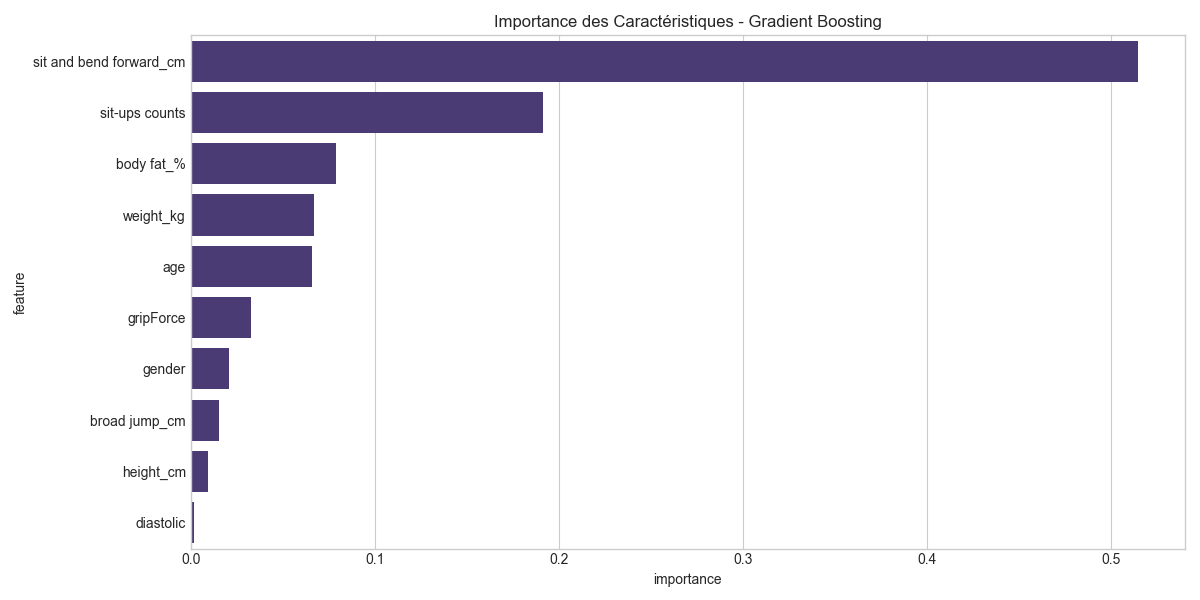 Importance des Caractéristiques - Gradient Boosting
feature
sit and bend forward_cm
sit-ups counts
body fat_%
weight_kg
age
gripForce
gender
broad jump_cm
height_cm
diastolic
0.0 0.1 0.2 0.3 0.4 0.5
importance